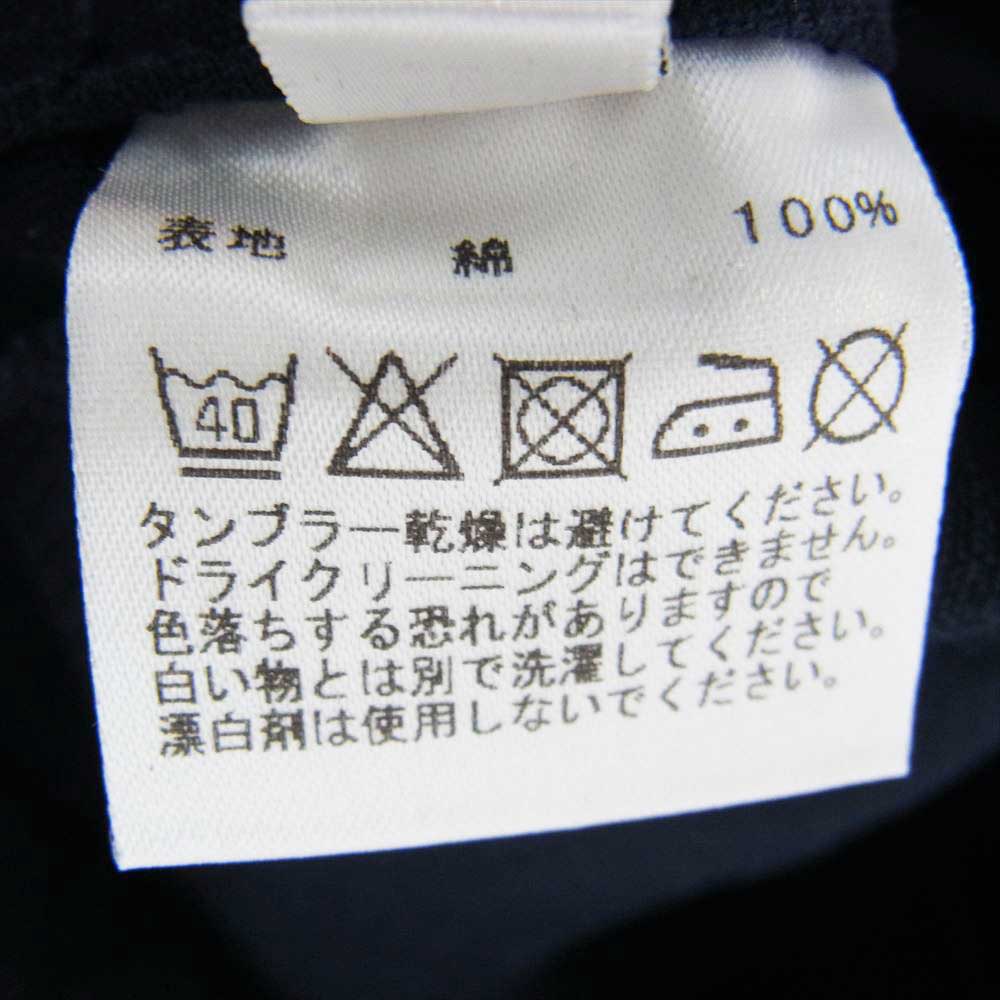 表地 綿 100%
40
タンブラー乾燥は避けてください。
ドライクリーニングはできません。
色落ちする恐れがありますので
白い物とは別で洗濯してください。
漂白剤は使用しないでください。